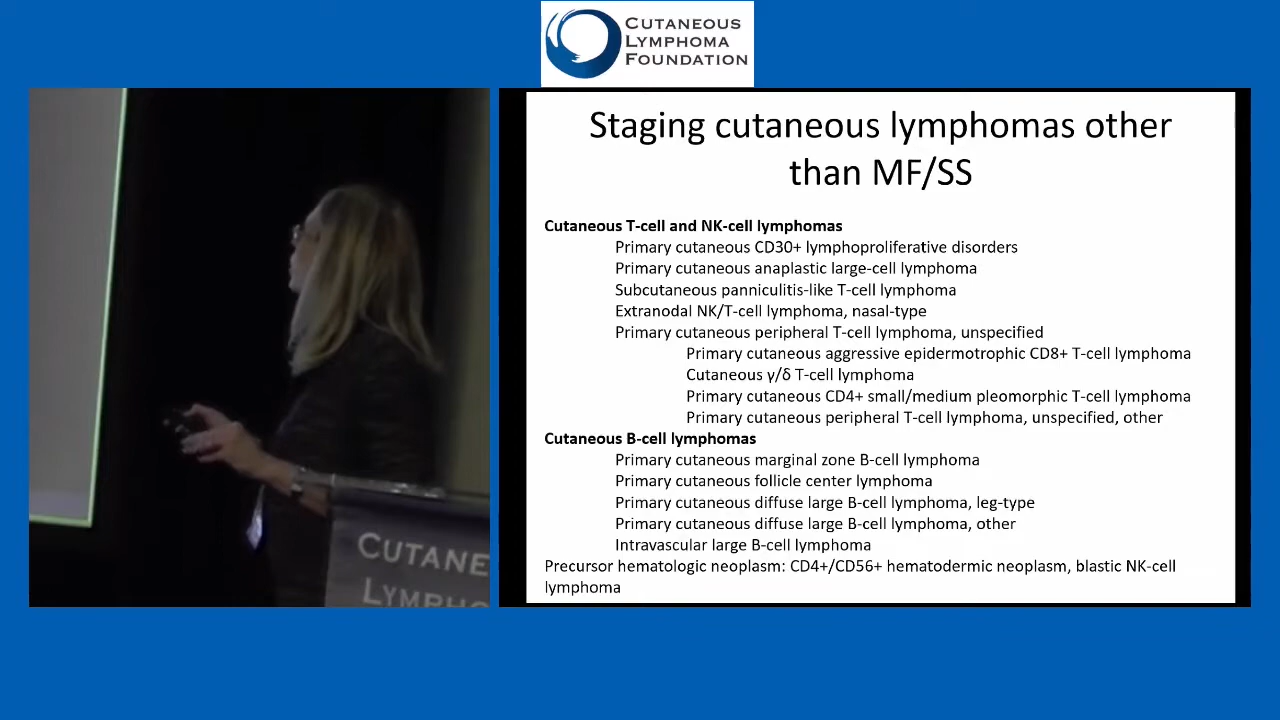 CUTANEOUS
LYMPHOMA
FOUNDATION
Staging cutaneous lymphomas other
than MF/SS
Cutaneous T-cell and NK-cell lymphomas
Primary cutaneous CD30+ lymphoproliferative disorders
Primary cutaneous anaplastic large-cell lymphoma
Subcutaneous panniculitis-like T-cell lymphoma
Extranodal NK/T-cell lymphoma, nasal-type
Primary cutaneous peripheral T-cell lymphoma, unspecified
Primary cutaneous aggressive epidermotrophic CD8+ T-cell lymphoma
Cutaneous γ/δ T-cell lymphoma
Primary cutaneous CD4+ small/medium pleomorphic T-cell lymphoma
Primary cutaneous peripheral T-cell lymphoma, unspecified, other
Cutaneous B-cell lymphomas
Primary cutaneous marginal zone B-cell lymphoma
Primary cutaneous follicle center lymphoma
Primary cutaneous diffuse large B-cell lymphoma, leg-type
Primary cutaneous diffuse large B-cell lymphoma, other
Intravascular large B-cell lymphoma
Precursor hematologic neoplasm: CD4+/CD56+ hematodermic neoplasm, blastic NK-cell
lymphoma
CUTANE
LYMPHO